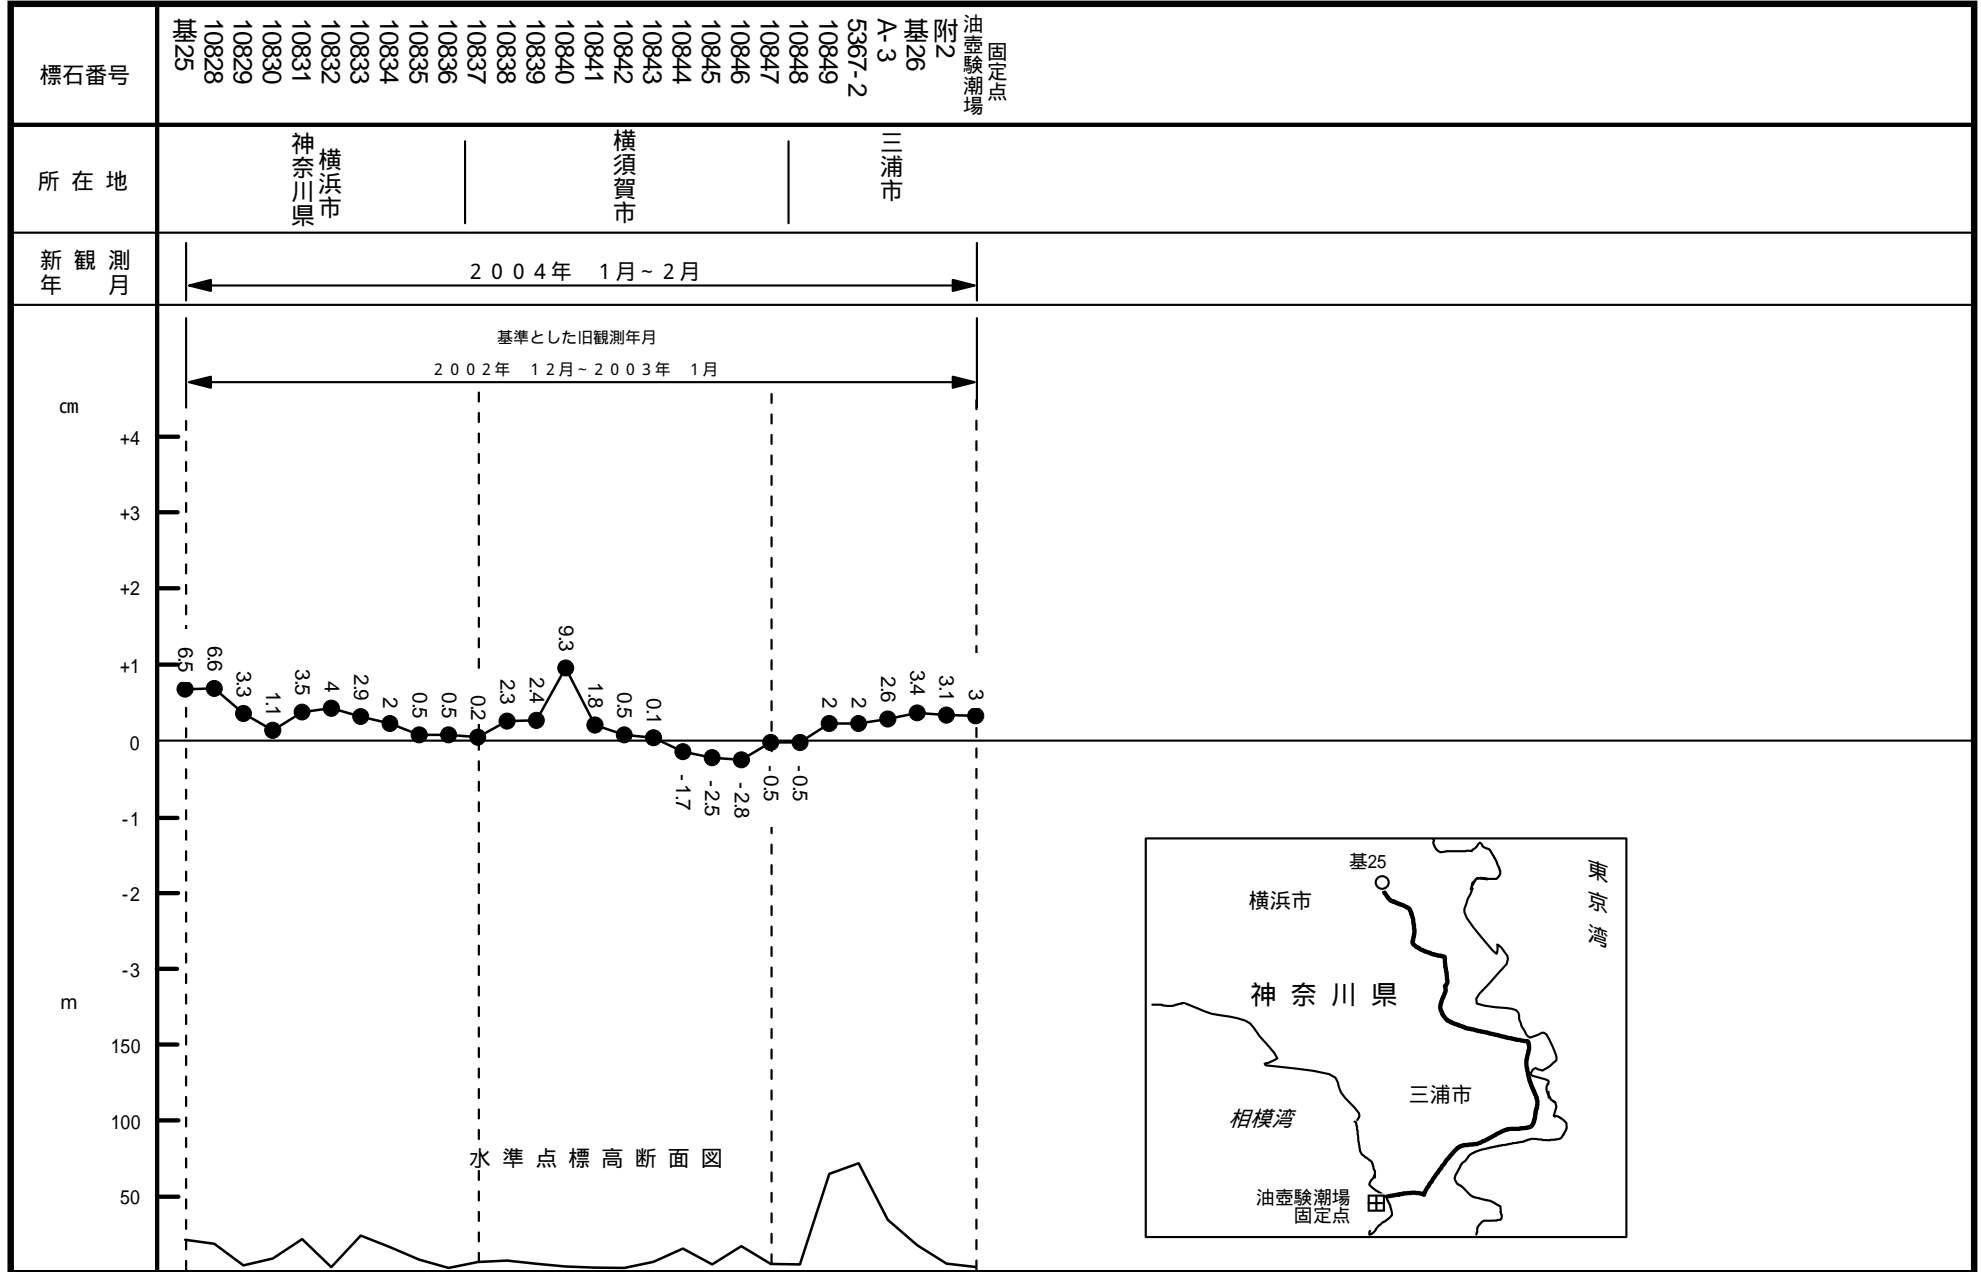 標石番号
基25
10828
10829
10830
10831
10832
10833
10834
10835
10836
10837
10838
10839
10840
10841
10842
10843
10844
10845
10846
10847
10848
10849
5367-2
A-3
基26
附2
油壺験潮場
固定点
所在地
神奈川県
横浜市
横須賀市
三浦市
新観測
年 月
2004年 1月~2月
基準とした旧観測年月
2002年 12月~2003年 1月
cm
+4
+3
+2
+1
0
-1
-2
-3
6.5
6.6
3.3
1.1
3.5
4
2.9
2
0.5
0.5
0.2
2.3
2.4
9.3
1.8
0.5
0.1
-1.7
-2.5
-2.8
-0.5
-0.5
2
2
2.6
3.4
3.1
3
m
150
100
50
水準点標高断面図
基25
横浜市
東京湾
神奈川県
三浦市
相模湾
油壺験潮場
固定点